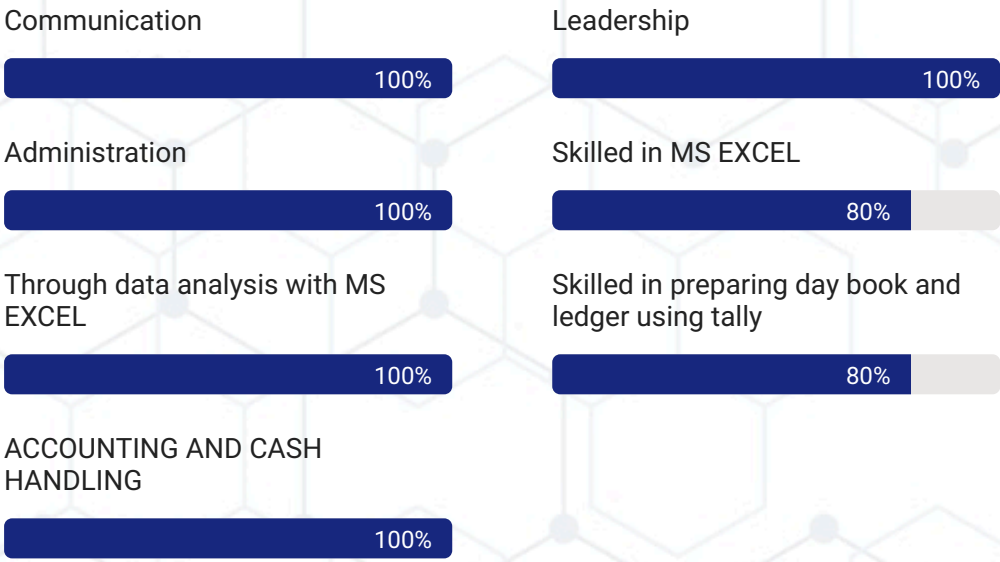 Communication
100%
Leadership
100%
Administration
100%
Skilled in MS EXCEL
80%
Through data analysis with MS
EXCEL
100%
Skilled in preparing day book and
ledger using tally
80%
ACCOUNTING AND CASH
HANDLING
100%